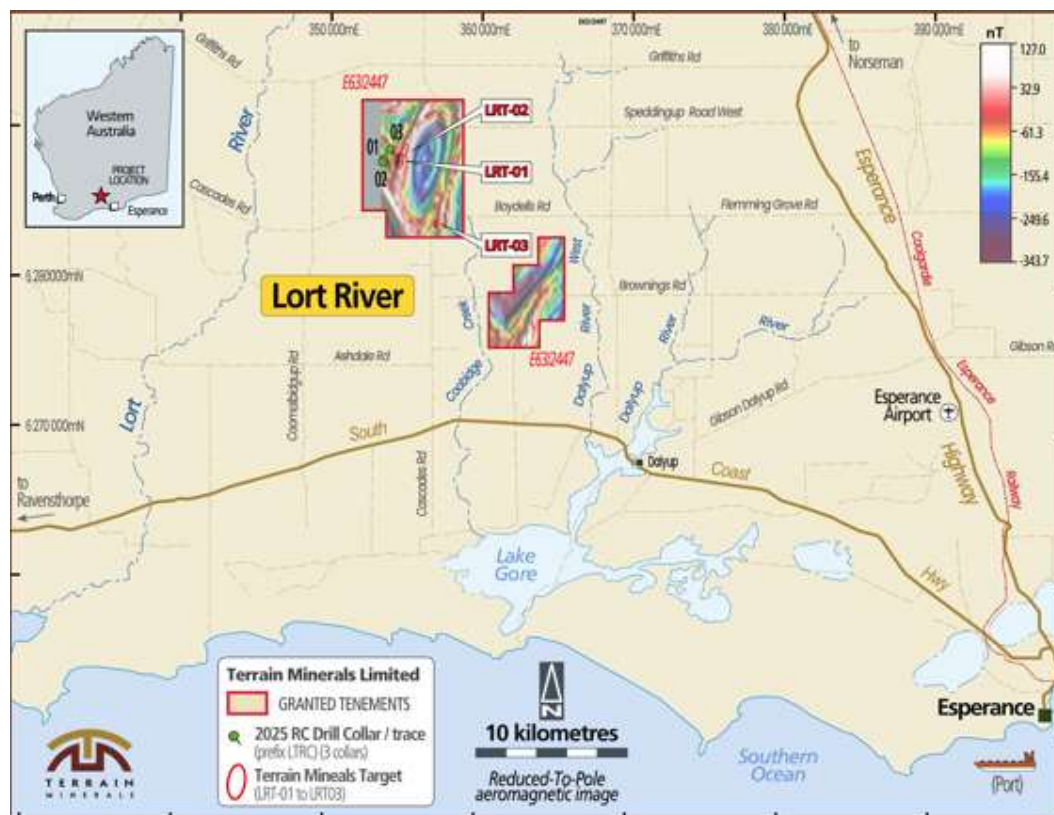 350 000mE
360 000mE
370 000mE
380 000mE
390 000mE
nT
127.0
32.9
-61.3
-155.4
-249.6
-343.7
Western
Australia
PROJECT
LOCATION
Perth
Esperance
Griffiths Rd
River
Cascades Rd
E63/2447
03
01
02
LRT-02
LRT-01
LRT-03
Griffiths Rd
Speddingup Road West
Boydells Rd
Flemming Grove Rd
to
Norseman
Esperance
Coolgardie
6 280 000mN
Lort River
West
River
Dalyup
Brownings Rd
River
Dalyup
River
Creek
Coobidge
E63/2447
Ashdale Rd
Coomalbidgup Rd
Gibson Rd
Gibson Dalyup Rd
Esperance
Airport
Esperance
Railway
Highway
6 270 000mN
Lort
South
Cascades Rd
Dalyup
Coast
Hwy
to
Ravensthorpe
Lake
Gore
Terrain Minerals Limited
GRANTED TENEMENTS
2025 RC Drill Collar / trace
(prefix LTRC) (3 collars)
Terrain Mineals Target
(LRT-01 to LRT03)
N
10 kilometres
Reduced-To-Pole
aeromagnetic image
Southern
Ocean
Esperance
(Port)
TERRAIN
MINERALS